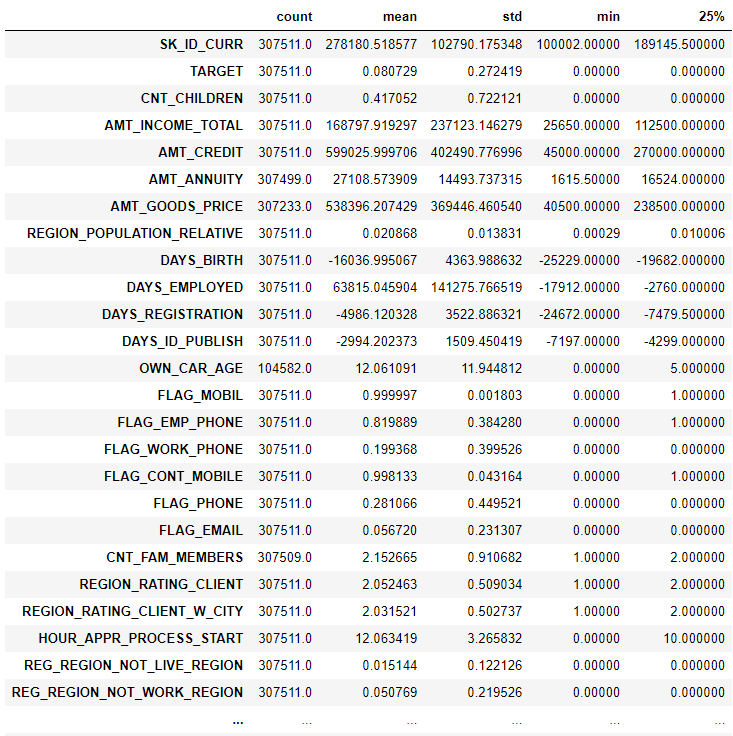 count mean std min 25%
SK_ID_CURR 307511.0 278180.518577 102790.175348 100002.00000 189145.500000
TARGET 307511.0 0.080729 0.272419 0.00000 0.000000
CNT_CHILDREN 307511.0 0.417052 0.722121 0.00000 0.000000
AMT_INCOME_TOTAL 307511.0 168797.919297 237123.146279 25650.00000 112500.000000
AMT_CREDIT 307511.0 599025.999706 402490.776996 45000.00000 270000.000000
AMT_ANNUITY 307499.0 27108.573909 14493.737315 1615.50000 16524.000000
AMT_GOODS_PRICE 307233.0 538396.207429 369446.460540 40500.00000 238500.000000
REGION_POPULATION_RELATIVE 307511.0 0.020868 0.013831 0.00029 0.010006
DAYS_BIRTH 307511.0 -16036.995067 4363.988632 -25229.00000 -19682.000000
DAYS_EMPLOYED 307511.0 63815.045904 141275.766519 -17912.00000 -2760.000000
DAYS_REGISTRATION 307511.0 -4986.120328 3522.886321 -24672.00000 -7479.500000
DAYS_ID_PUBLISH 307511.0 -2994.202373 1509.450419 -7197.00000 -4299.000000
OWN_CAR_AGE 104582.0 12.061091 11.944812 0.00000 5.000000
FLAG_MOBIL 307511.0 0.999997 0.001803 0.00000 1.000000
FLAG_EMP_PHONE 307511.0 0.819889 0.384280 0.00000 1.000000
FLAG_WORK_PHONE 307511.0 0.199368 0.399526 0.00000 0.000000
FLAG_CONT_MOBILE 307511.0 0.998133 0.043164 0.00000 1.000000
FLAG_PHONE 307511.0 0.281066 0.449521 0.00000 0.000000
FLAG_EMAIL 307511.0 0.056720 0.231307 0.00000 0.000000
CNT_FAM_MEMBERS 307509.0 2.152665 0.910682 1.00000 2.000000
REGION_RATING_CLIENT 307511.0 2.052463 0.509034 1.00000 2.000000
REGION_RATING_CLIENT_W_CITY 307511.0 2.031521 0.502737 1.00000 2.000000
HOUR_APPR_PROCESS_START 307511.0 12.063419 3.265832 0.00000 10.000000
REG_REGION_NOT_LIVE_REGION 307511.0 0.015144 0.122126 0.00000 0.000000
REG_REGION_NOT_WORK_REGION 307511.0 0.050769 0.219526 0.00000 0.000000
... ... ... ... ... ...